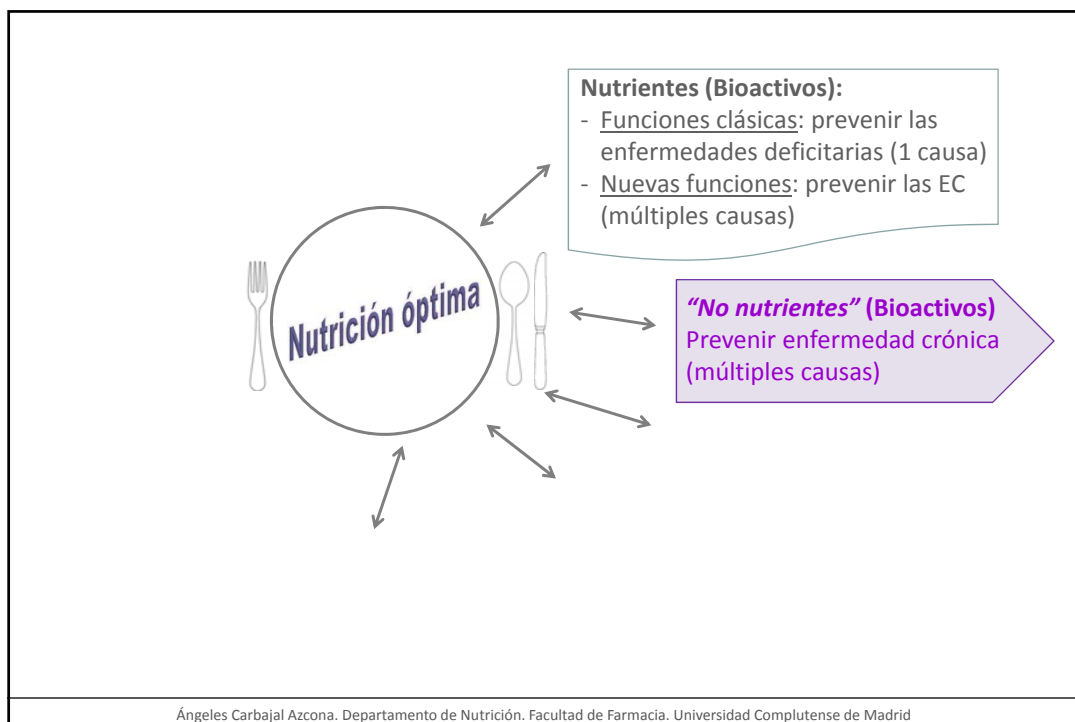 Nutrientes (Bioactivos):
- Funciones clásicas: prevenir las
enfermedades deficitarias (1 causa)
- Nuevas funciones: prevenir las EC
(múltiples causas)
Nutrición óptima
“No nutrientes” (Bioactivos)
Prevenir enfermedad crónica
(múltiples causas)
Ángeles Carbajal Azcona. Departamento de Nutrición. Facultad de Farmacia. Universidad Complutense de Madrid